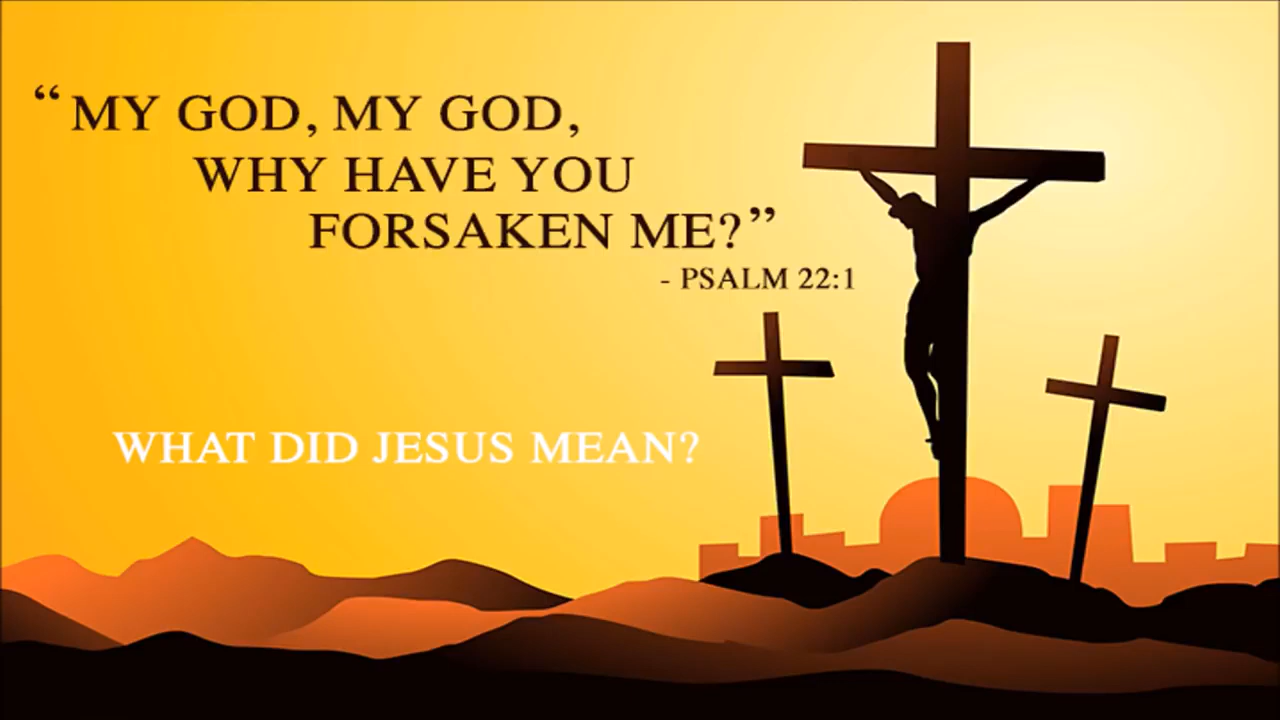 “MY GOD, MY GOD,
WHY HAVE YOU
FORSAKEN ME?”
- PSALM 22:1
WHAT DID JESUS MEAN?